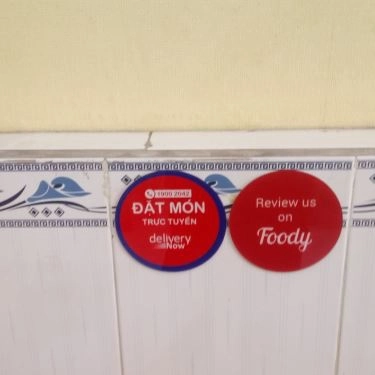 1900 2042
ĐẶT MÓN
TRỰC TUYẾN
delivery
Now
Review us
on
Foody